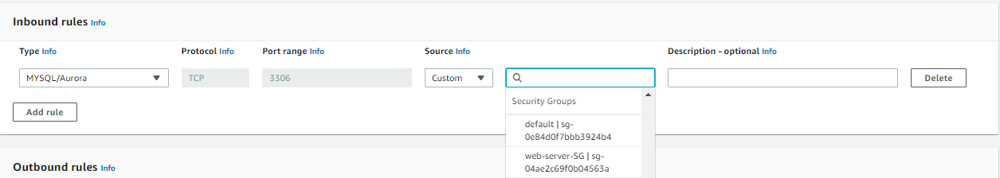 Inbound rules Info
Type Info Protocol Info Port range Info Source Info Description - optional Info
MYSQL/Aurora TCP 3306 Custom Delete
Add rule
Security Groups
default | sg-
0e84d0f7bbb3924b4
web-server-SG | sg-
04ae2c69f0b04563a
Outbound rules Info